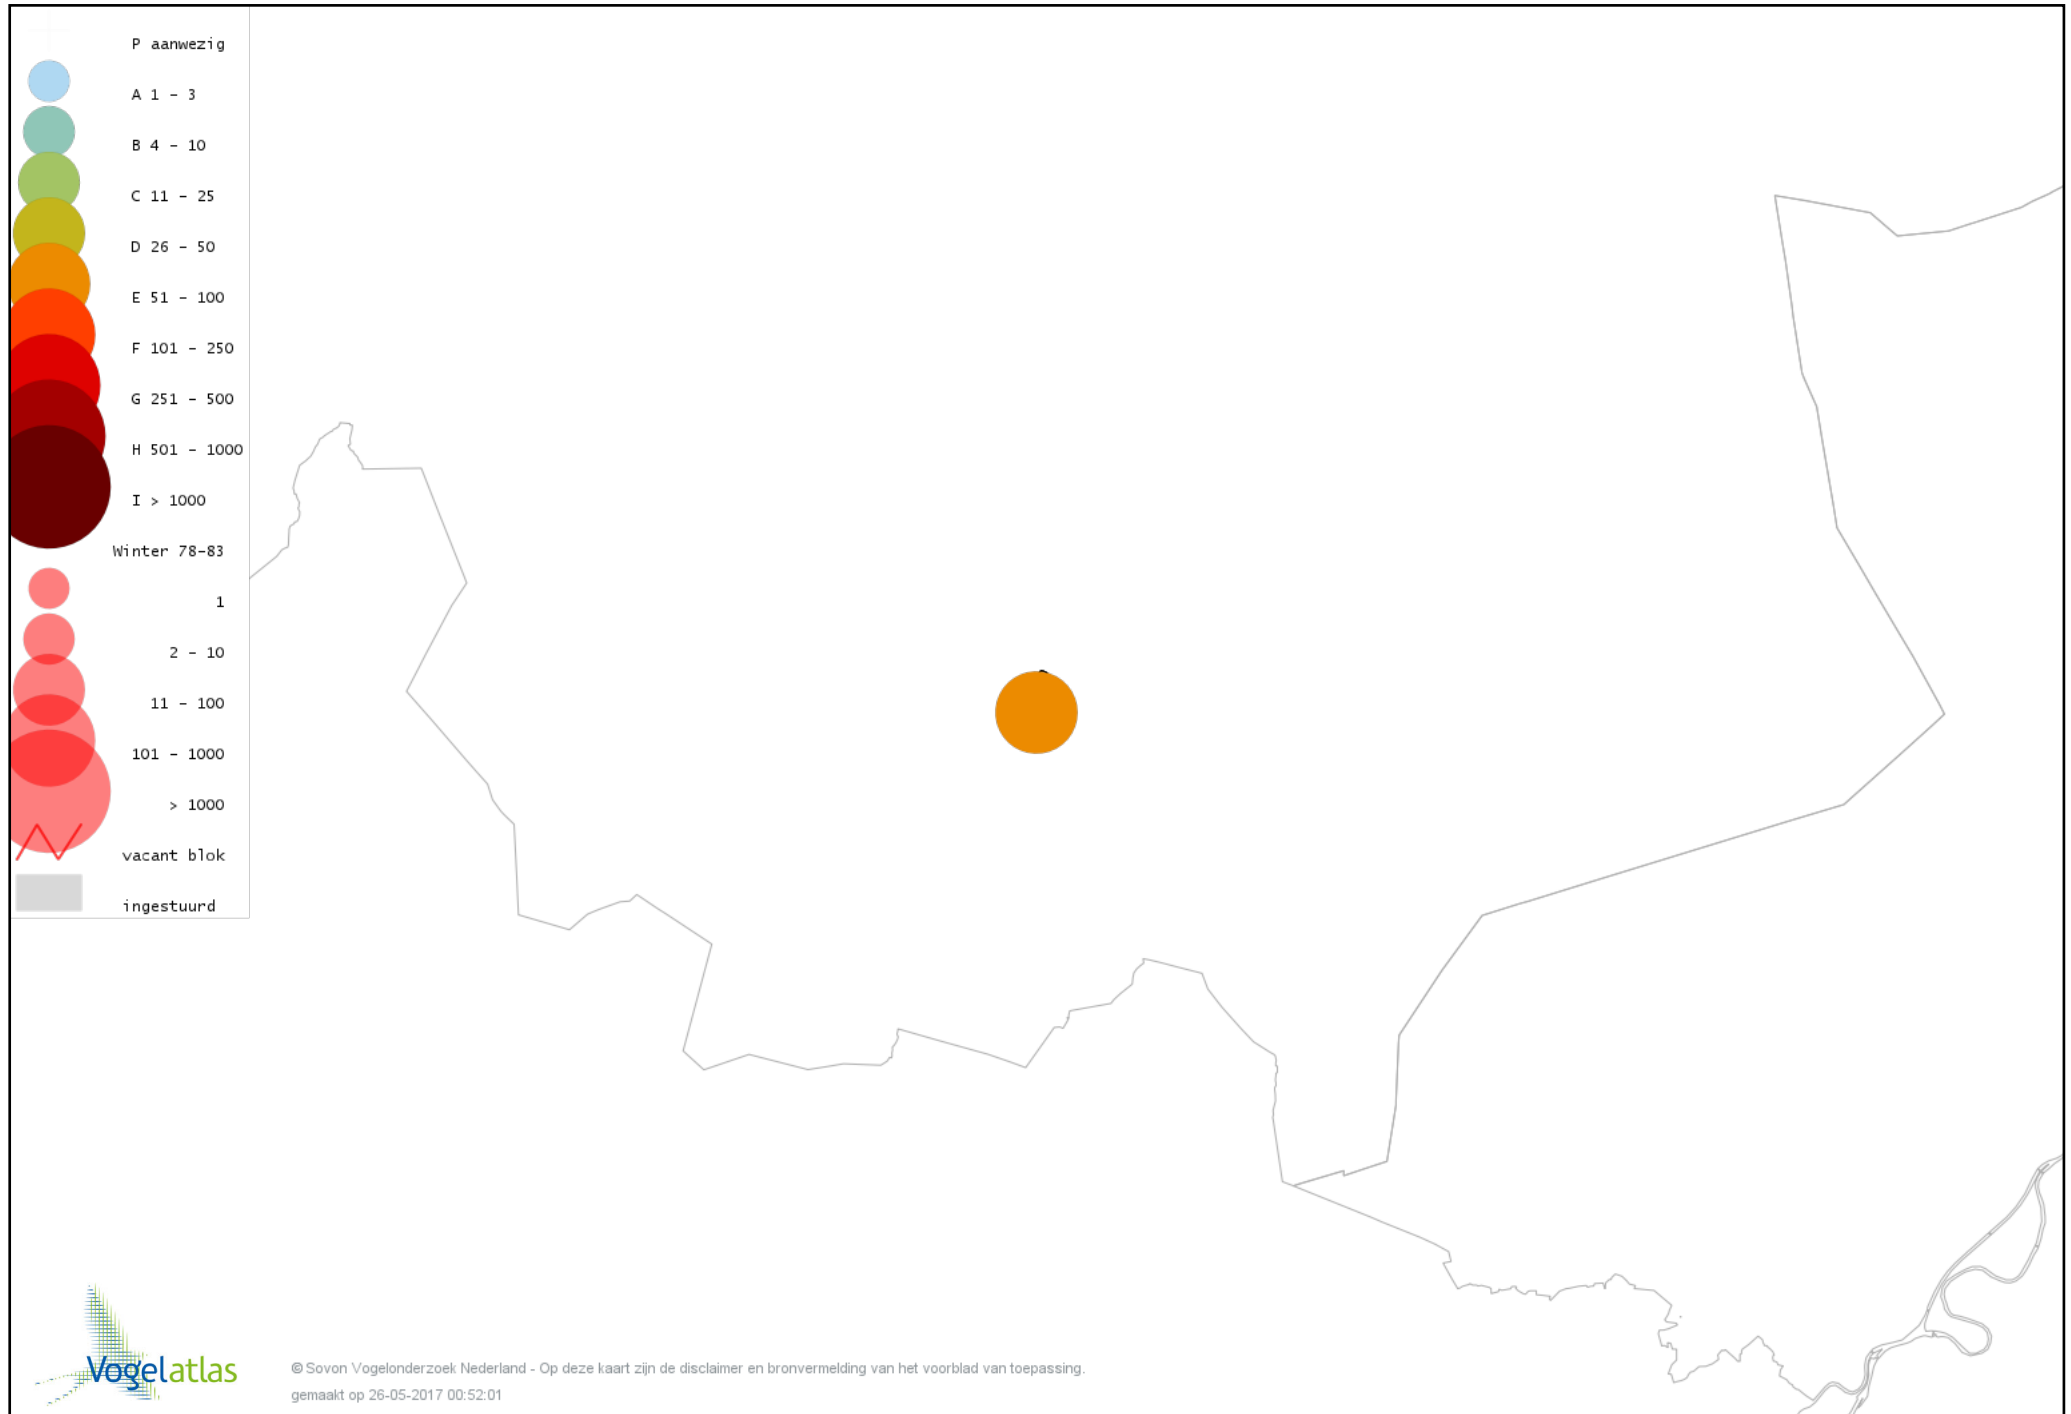 P aanwezig
A 1 - 3
B 4 - 10
C 11 - 25
D 26 - 50
E 51 - 100
F 101 - 250
G 251 - 500
H 501 - 1000
I > 1000
Winter 78-83
1
2 - 10
11 - 100
101 - 1000
> 1000
vacant blok
ingestuurd
Vogelatlas
© Sovon Vogelonderzoek Nederland - Op deze kaart zijn de disclaimer en bronvermelding van het voorblad van toepassing.
gemaakt op 26-05-2017 00:52:01